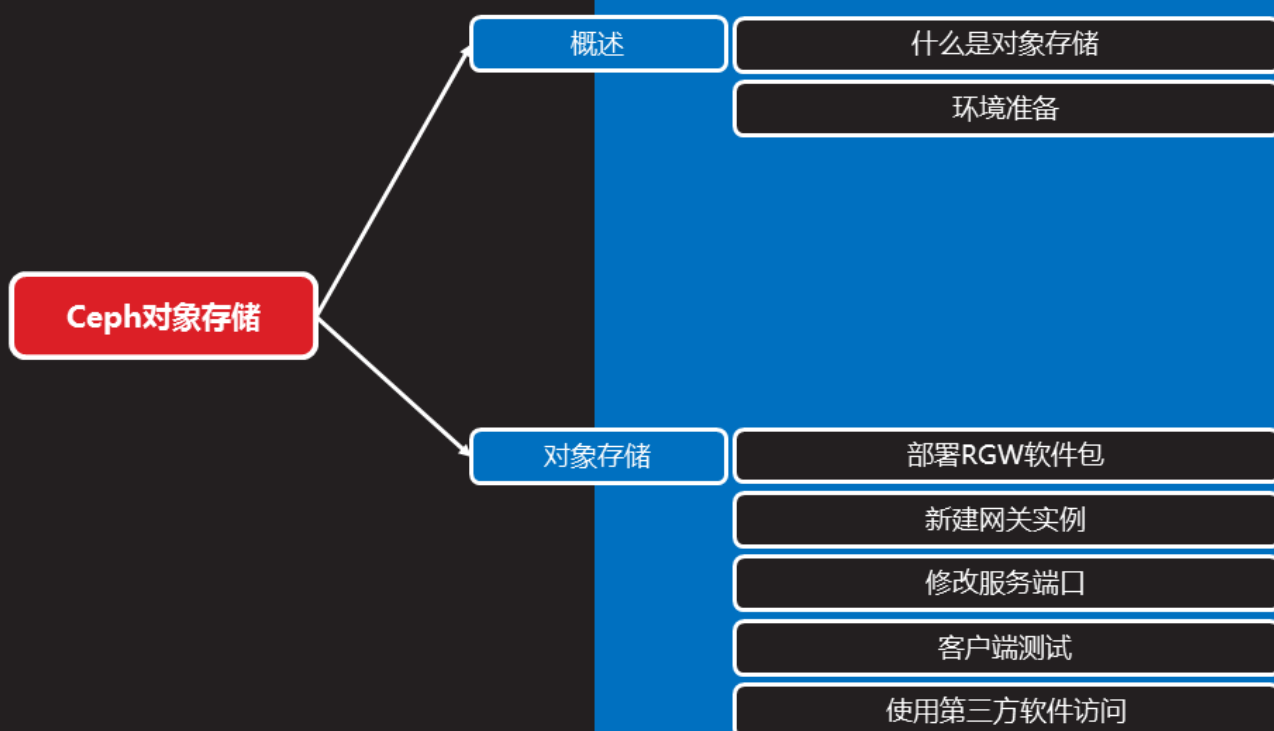 Ceph对象存储
概述
什么是对象存储
环境准备
对象存储
部署RGW软件包
新建网关实例
修改服务端口
客户端测试
使用第三方软件访问